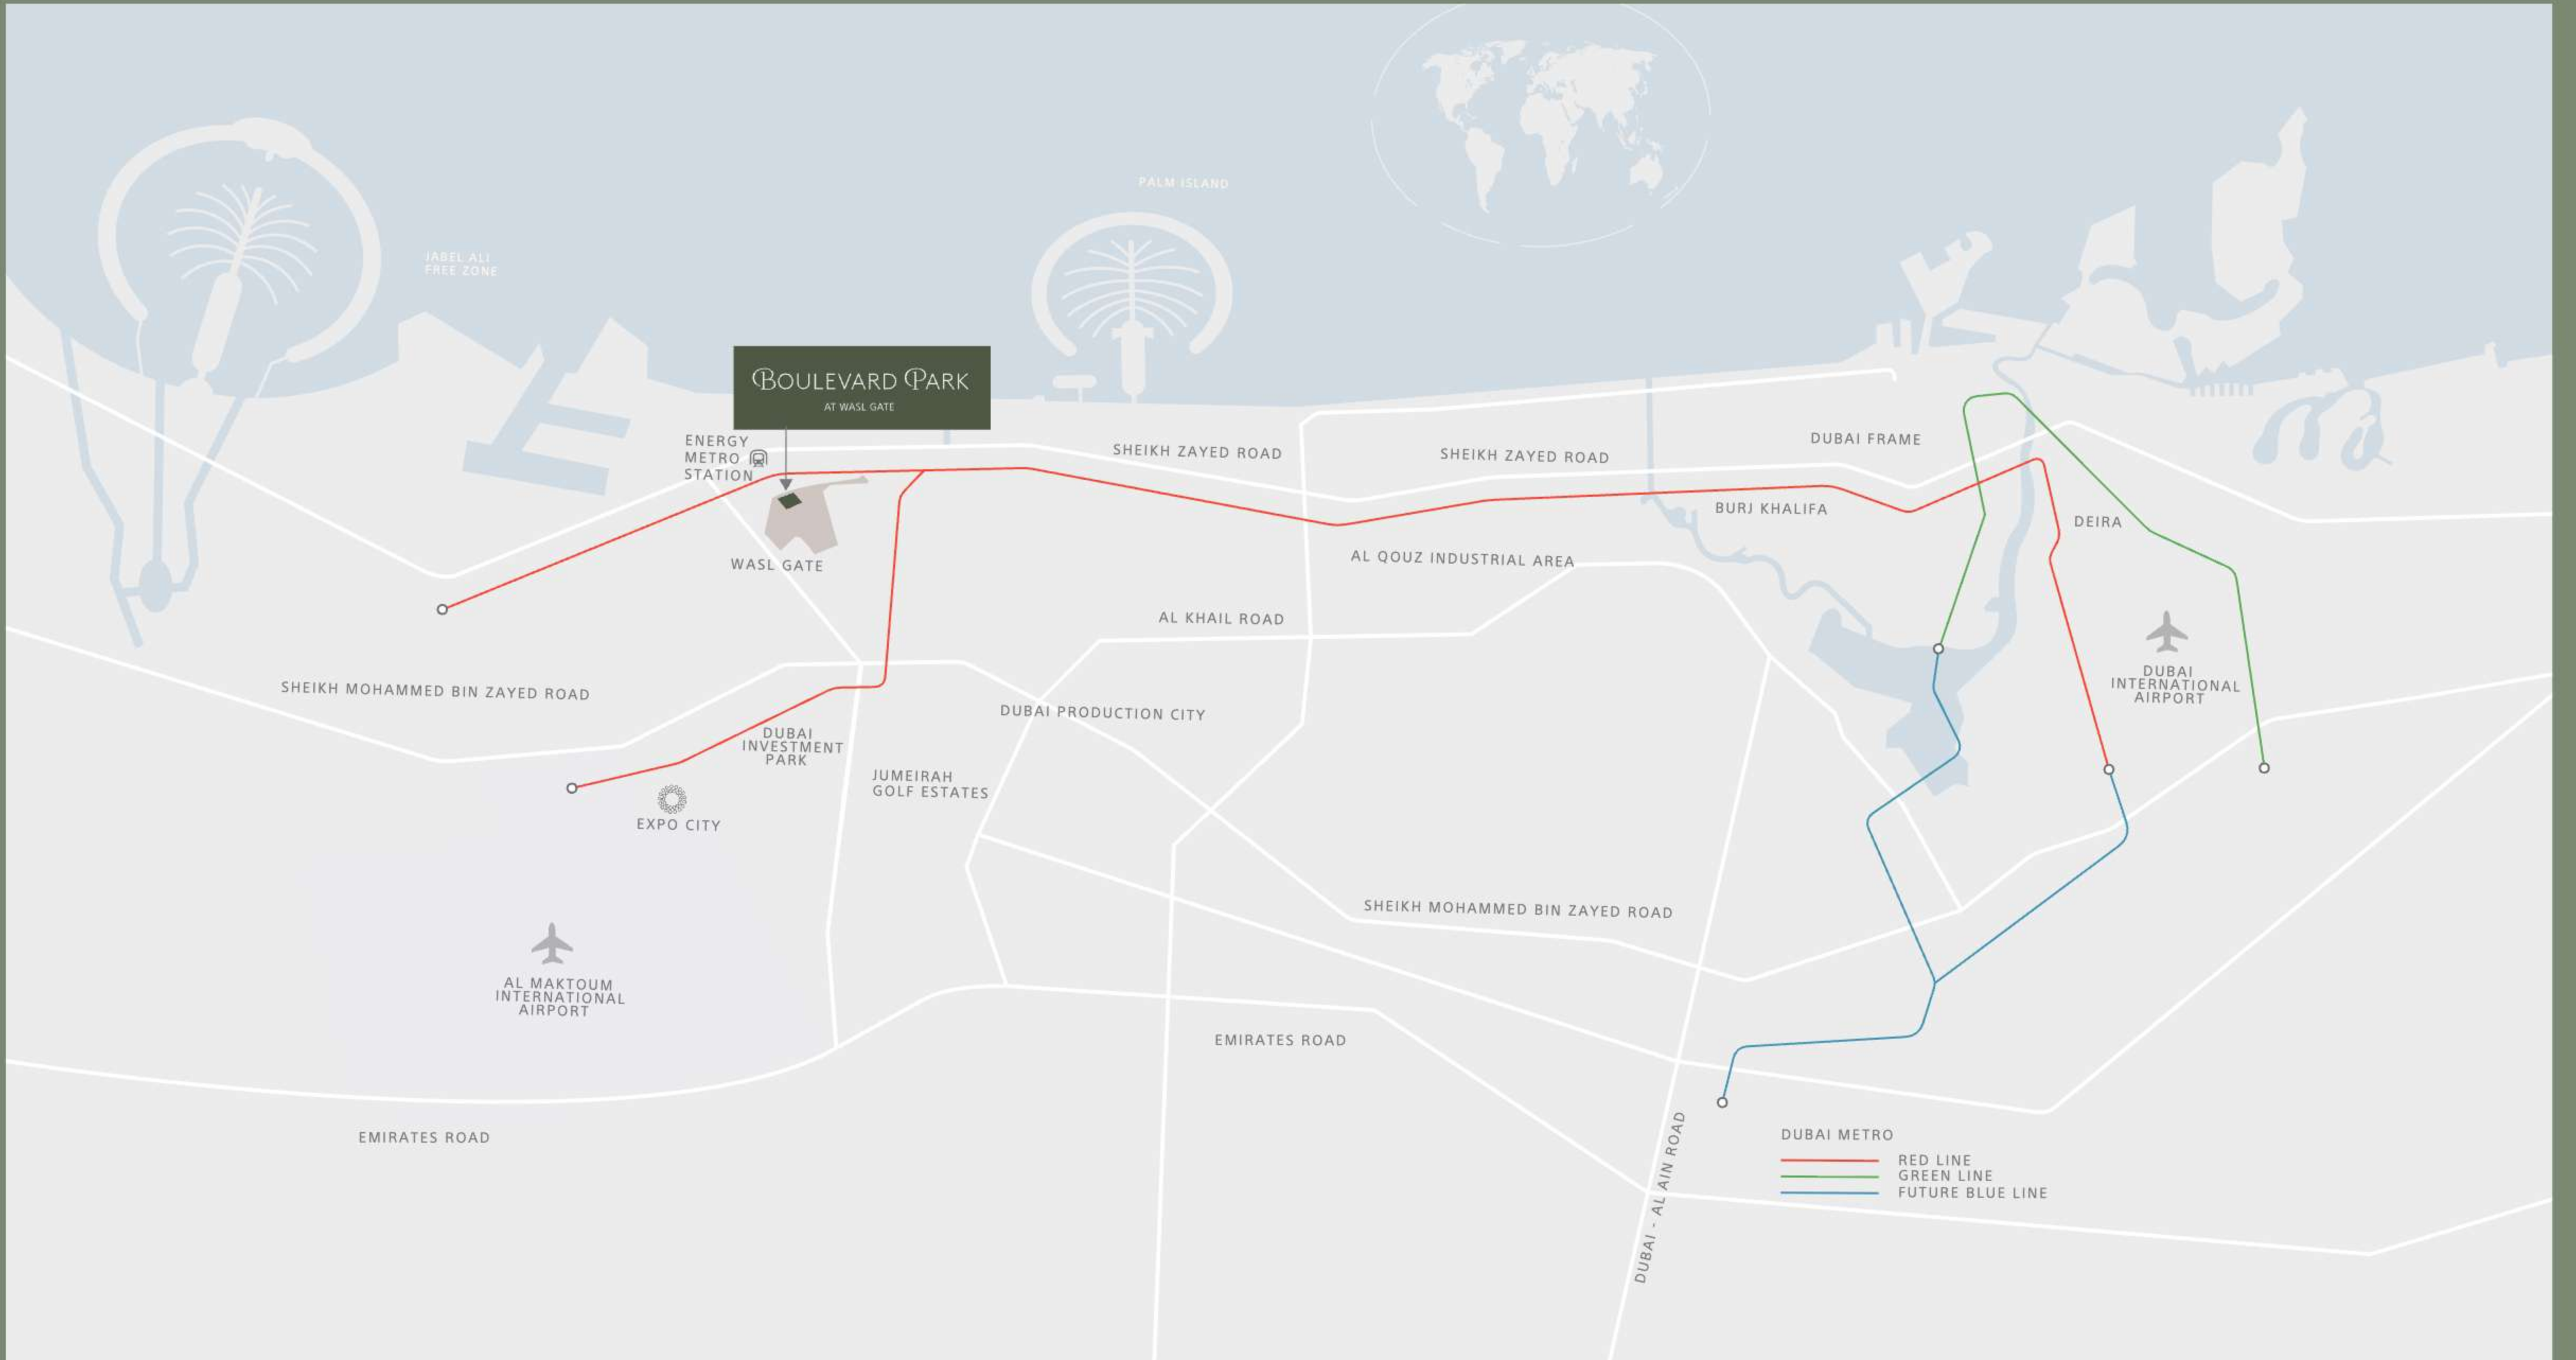 PALM ISLAND
JABEL ALI
FREE ZONE
BOULEVARD PARK
AT WASL GATE
ENERGY
METRO
STATION
SHEIKH ZAYED ROAD
SHEIKH ZAYED ROAD
DUBAI FRAME
BURJ KHALIFA
DEIRA
WASL GATE
AL QOUZ INDUSTRIAL AREA
AL KHAIL ROAD
DUBAI
INTERNATIONAL
AIRPORT
SHEIKH MOHAMMED BIN ZAYED ROAD
DUBAI PRODUCTION CITY
DUBAI
INVESTMENT
PARK
JUMEIRAH
GOLF ESTATES
EXPO CITY
SHEIKH MOHAMMED BIN ZAYED ROAD
AL MAKTOUM
INTERNATIONAL
AIRPORT
EMIRATES ROAD
EMIRATES ROAD
DUBAI - AL AIN ROAD
DUBAI METRO
RED LINE
GREEN LINE
FUTURE BLUE LINE